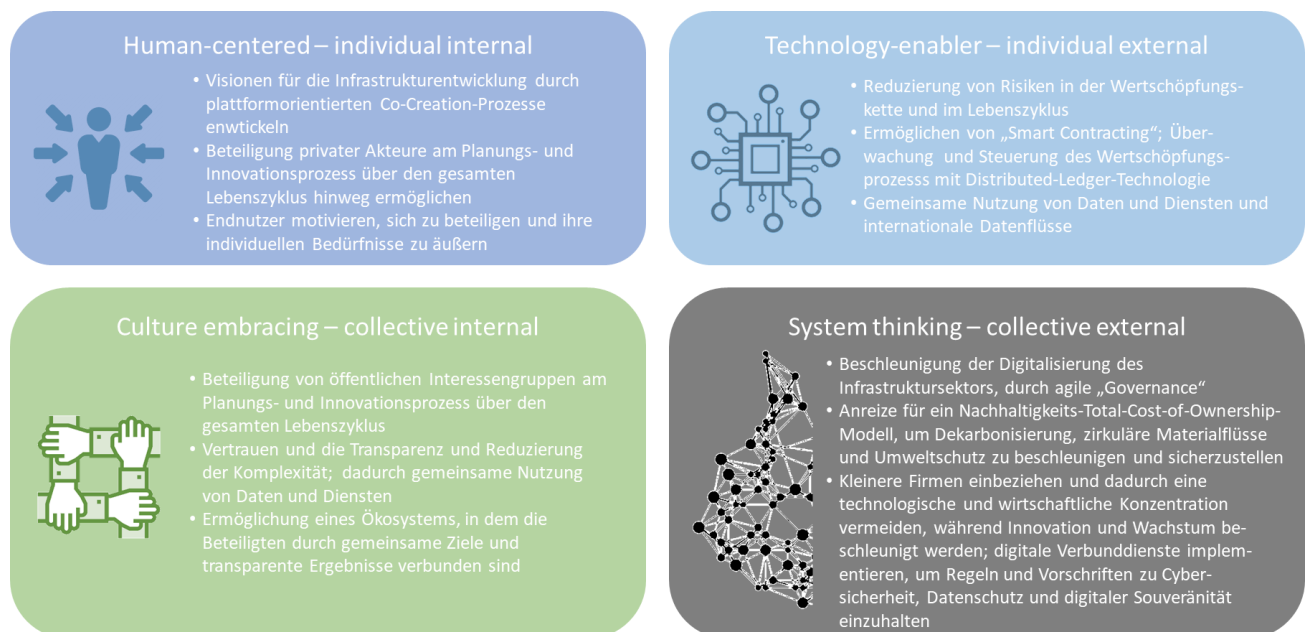 Human-centered – individual internal
• Visionen für die Infrastrukturentwicklung durch
plattformorientierten Co-Creation-Prozesse
enwtickeln
• Beteiligung privater Akteure am Planungs- und
Innovationsprozess über den gesamten
Lebenszyklus hinweg ermöglichen
• Endnutzer motivieren, sich zu beteiligen und ihre
individuellen Bedürfnisse zu äußern
Technology-enabler – individual external
• Reduzierung von Risiken in der Wertschöpfungs-
kette und im Lebenszyklus
• Ermöglichen von „Smart Contracting“; Über-
wachung und Steuerung des Wertschöpfungs-
prozesss mit Distributed-Ledger-Technologie
• Gemeinsame Nutzung von Daten und Diensten und
internationale Datenflüsse
Culture embracing – collective internal
• Beteiligung von öffentlichen Interessengruppen am
Planungs- und Innovationsprozess über den
gesamten Lebenszyklus
• Vertrauen und die Transparenz und Reduzierung
der Komplexität; dadurch gemeinsame Nutzung
von Daten und Diensten
• Ermöglichung eines Ökosystems, in dem die
Beteiligten durch gemeinsame Ziele und
transparente Ergebnisse verbunden sind
System thinking – collective external
• Beschleunigung der Digitalisierung des
Infrastruktursektors, durch agile „Governance“
• Anreize für ein Nachhaltigkeits-Total-Cost-of-Ownership-
Modell, um Dekarbonisierung, zirkuläre Materialflüsse
und Umweltschutz zu beschleunigen und sicherzustellen
• Kleinere Firmen einbeziehen und dadurch eine
technologische und wirtschaftliche Konzentration
vermeiden, während Innovation und Wachstum be-
schleunigt werden; digitale Verbunddienste implem-
entieren, um Regeln und Vorschriften zu Cyber-
sicherheit, Datenschutz und digitaler Souveränität
einzuhalten